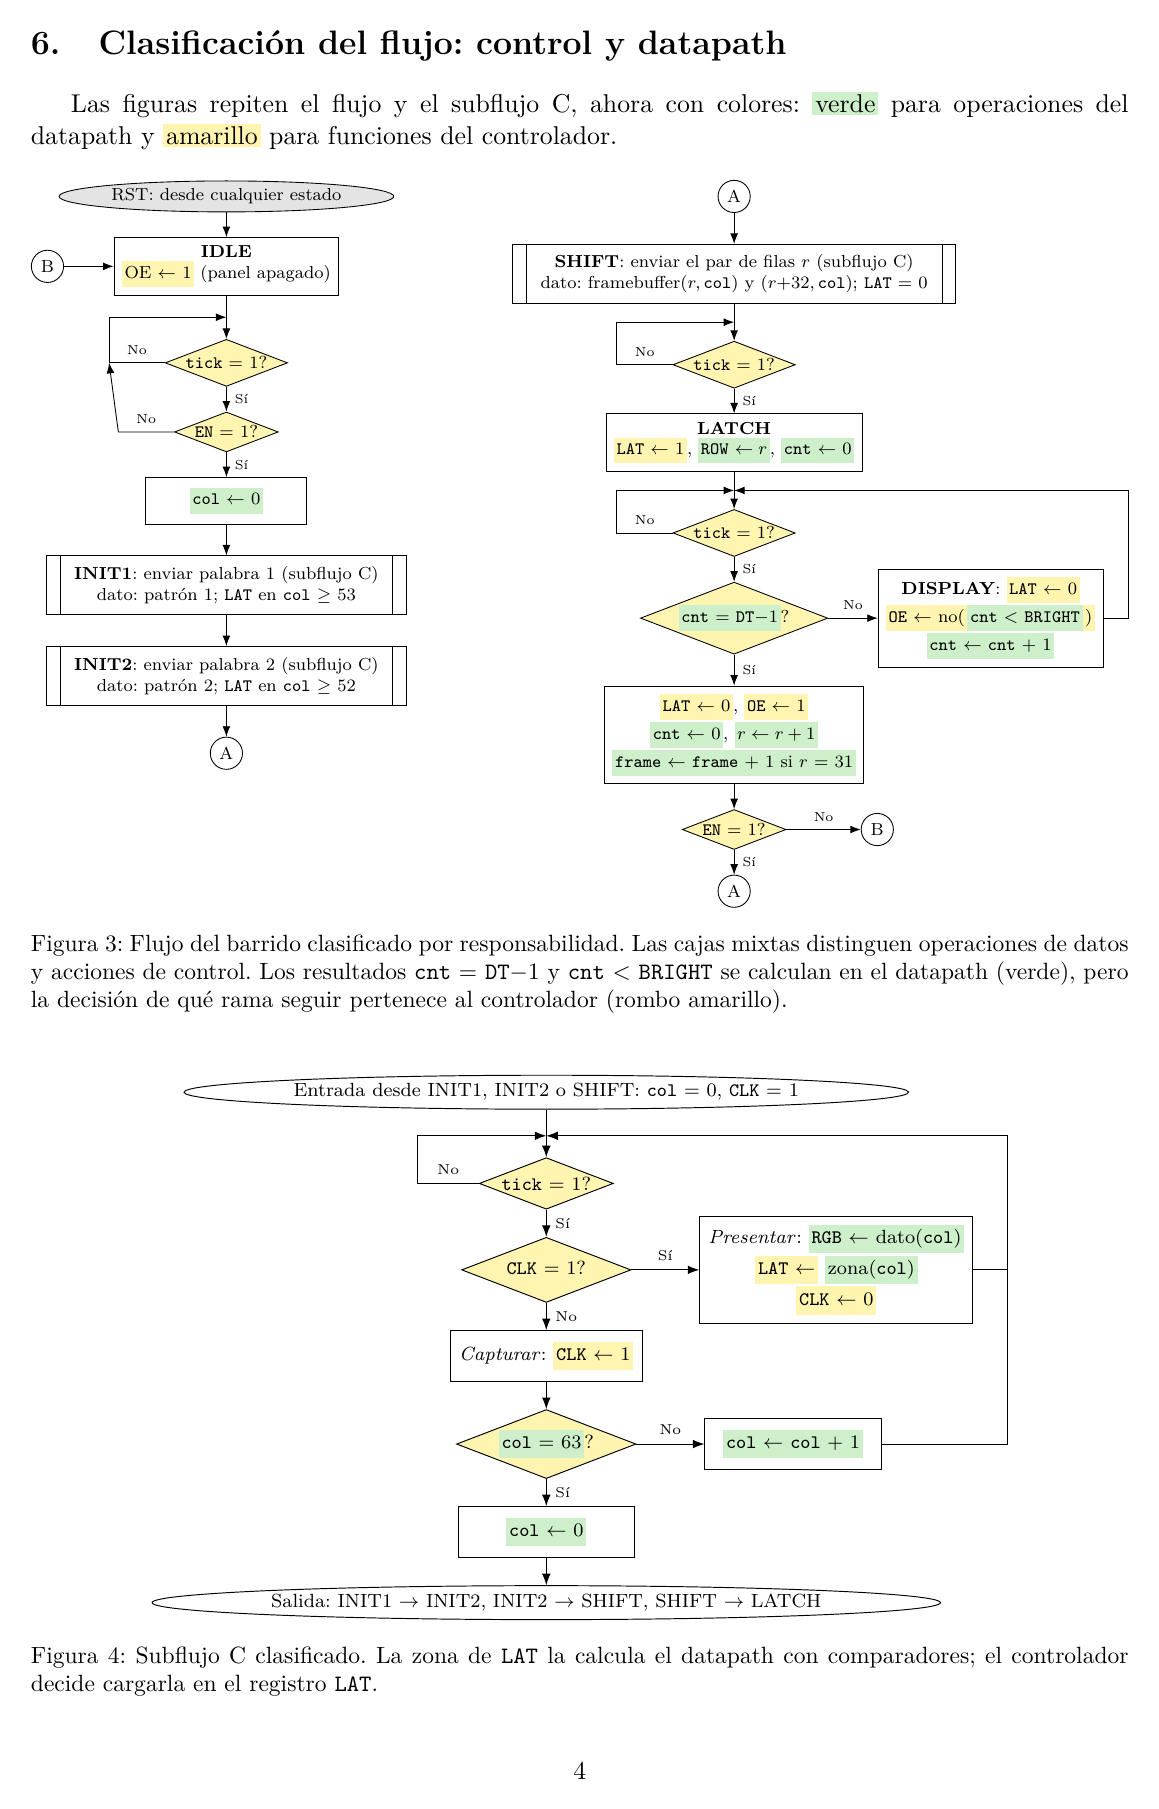 6. Clasificación del flujo: control y datapath
Las figuras repiten el flujo y el subflujo C, ahora con colores: verde para operaciones del
datapath y amarillo para funciones del controlador.
RST: desde cualquier estado
B
IDLE
OE ← 1 (panel apagado)
No
tick = 1?
Sí
No
EN = 1?
Sí
col ← 0
INIT1: enviar palabra 1 (subflujo C)
dato: patrón 1; LAT en col ≥ 53
INIT2: enviar palabra 2 (subflujo C)
dato: patrón 2; LAT en col ≥ 52
A
A
SHIFT: enviar el par de filas r (subflujo C)
dato: framebuffer(r, col) y (r+32, col); LAT = 0
No
tick = 1?
Sí
LATCH
LAT ← 1, ROW ← r, cnt ← 0
No
tick = 1?
Sí
cnt = DT−1?
No
DISPLAY: LAT ← 0
OE ← no( cnt < BRIGHT )
cnt ← cnt + 1
Sí
LAT ← 0, OE ← 1
cnt ← 0, r ← r + 1
frame ← frame + 1 si r = 31
EN = 1?
No
B
Sí
A
Figura 3: Flujo del barrido clasificado por responsabilidad. Las cajas mixtas distinguen operaciones de datos
y acciones de control. Los resultados cnt = DT−1 y cnt < BRIGHT se calculan en el datapath (verde), pero
la decisión de qué rama seguir pertenece al controlador (rombo amarillo).
Entrada desde INIT1, INIT2 o SHIFT: col = 0, CLK = 1
No
tick = 1?
Sí
CLK = 1?
Sí
Presentar: RGB ← dato(col)
LAT ← zona(col)
CLK ← 0
No
Capturar: CLK ← 1
col = 63?
No
col ← col + 1
Sí
col ← 0
Salida: INIT1 → INIT2, INIT2 → SHIFT, SHIFT → LATCH
Figura 4: Subflujo C clasificado. La zona de LAT la calcula el datapath con comparadores; el controlador
decide cargarla en el registro LAT.
4